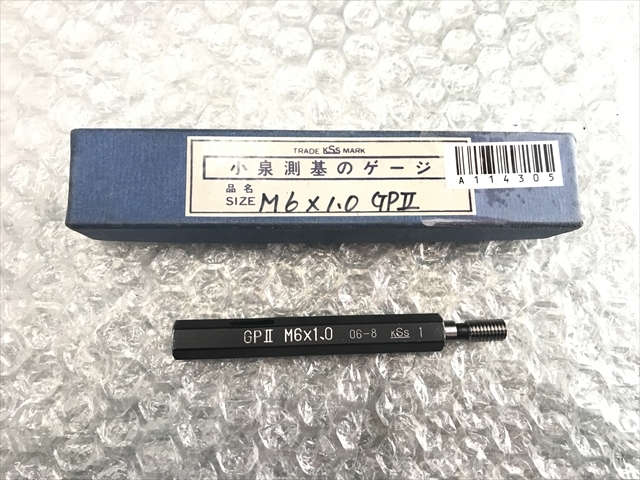 TRADE KSS MARK
小泉測基のゲージ
品名
SIZE M6×1.0 GPII
A114305
GPII M6x1.0 06-8 KSS 1